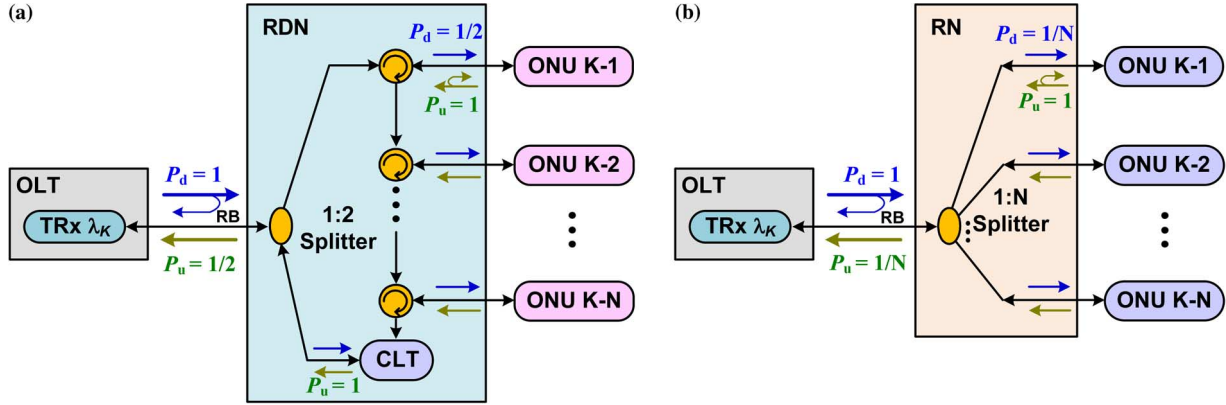 (a)
RDN
P_d = 1/2
ONU K-1
P_u = 1
ONU K-2
OLT
P_d = 1
TRx λ_K
RB
1:2
Splitter
P_u = 1/2
ONU K-N
CLT
P_u = 1
(b)
RN
P_d = 1/N
ONU K-1
P_u = 1
ONU K-2
OLT
P_d = 1
TRx λ_K
RB
1:N
Splitter
P_u = 1/N
ONU K-N